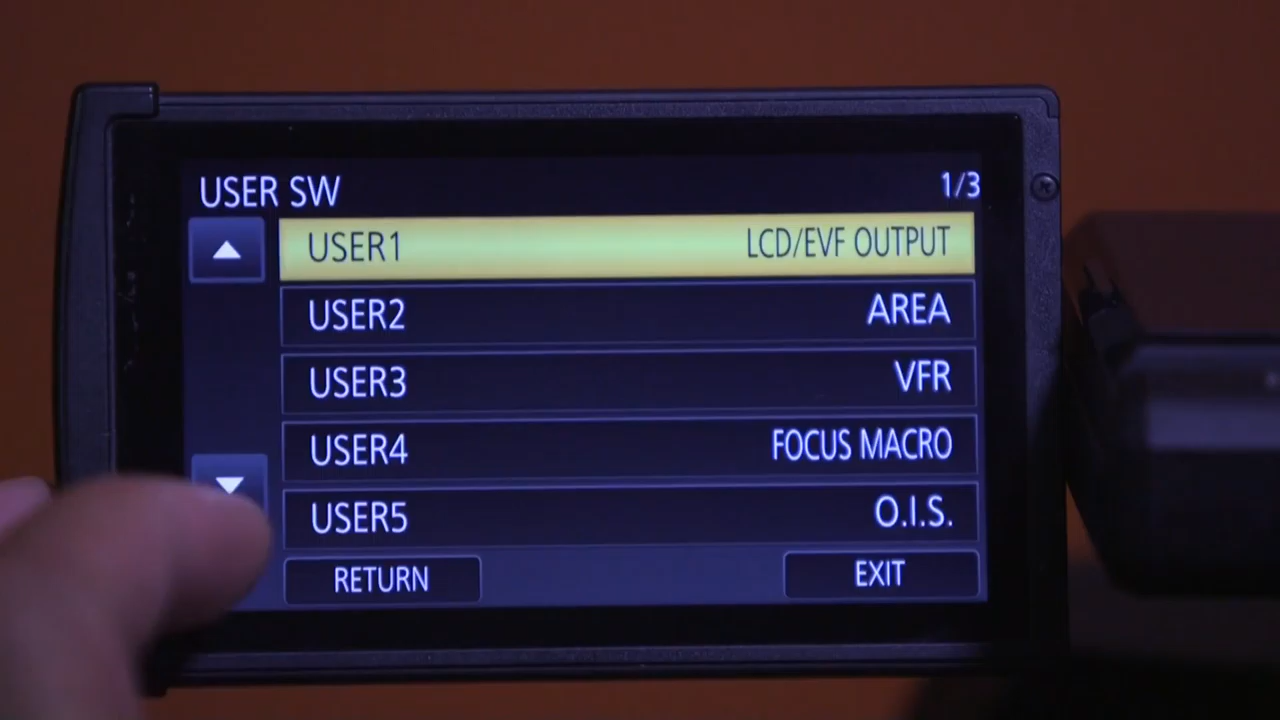 USER SW 1/3
USER1 LCD/EVF OUTPUT
USER2 AREA
USER3 VFR
USER4 FOCUS MACRO
USER5 O.I.S.
RETURN EXIT